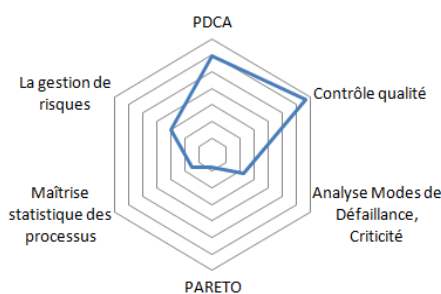 PDCA
Contrôle qualité
Analyse Modes de
Défaillance,
Criticité
PARETO
Maîtrise
statistique des
processus
La gestion de
risques